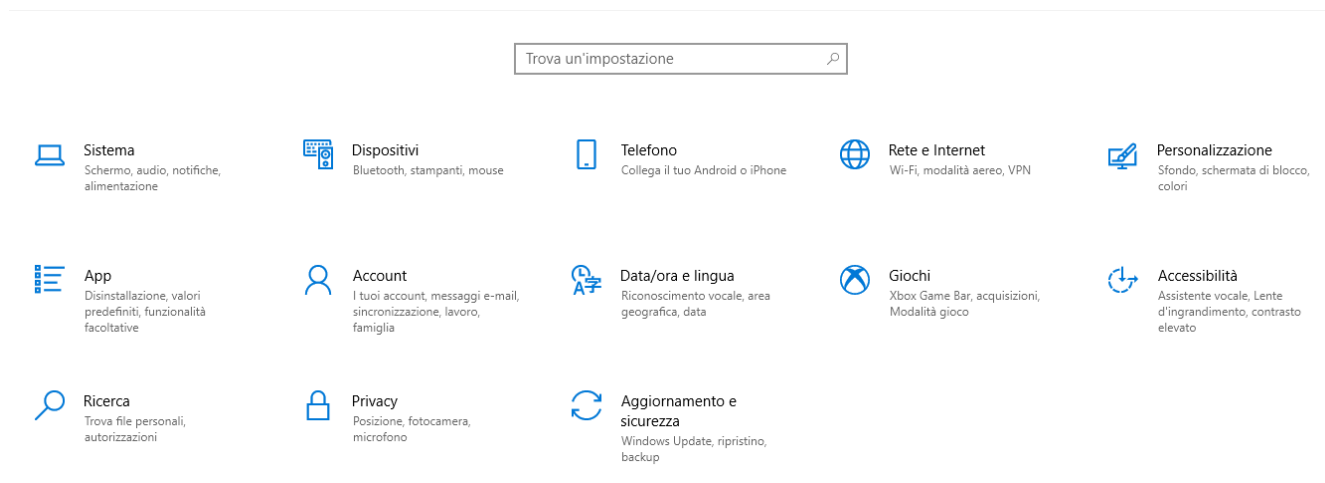 Trova un'impostazione
Sistema
Schermo, audio, notifiche,
alimentazione
Dispositivi
Bluetooth, stampanti, mouse
Telefono
Collega il tuo Android o iPhone
Rete e Internet
Wi-Fi, modalità aereo, VPN
Personalizzazione
Sfondo, schermata di blocco,
colori
App
Disinstallazione, valori
predefiniti, funzionalità
facoltative
Account
I tuoi account, messaggi e-mail,
sincronizzazione, lavoro,
famiglia
Data/ora e lingua
Riconoscimento vocale, area
geografica, data
Giochi
Xbox Game Bar, acquisizioni,
Modalità gioco
Accessibilità
Assistente vocale, Lente
d'ingrandimento, contrasto
elevato
Ricerca
Trova file personali,
autorizzazioni
Privacy
Posizione, fotocamera,
microfono
Aggiornamento e
sicurezza
Windows Update, ripristino,
backup